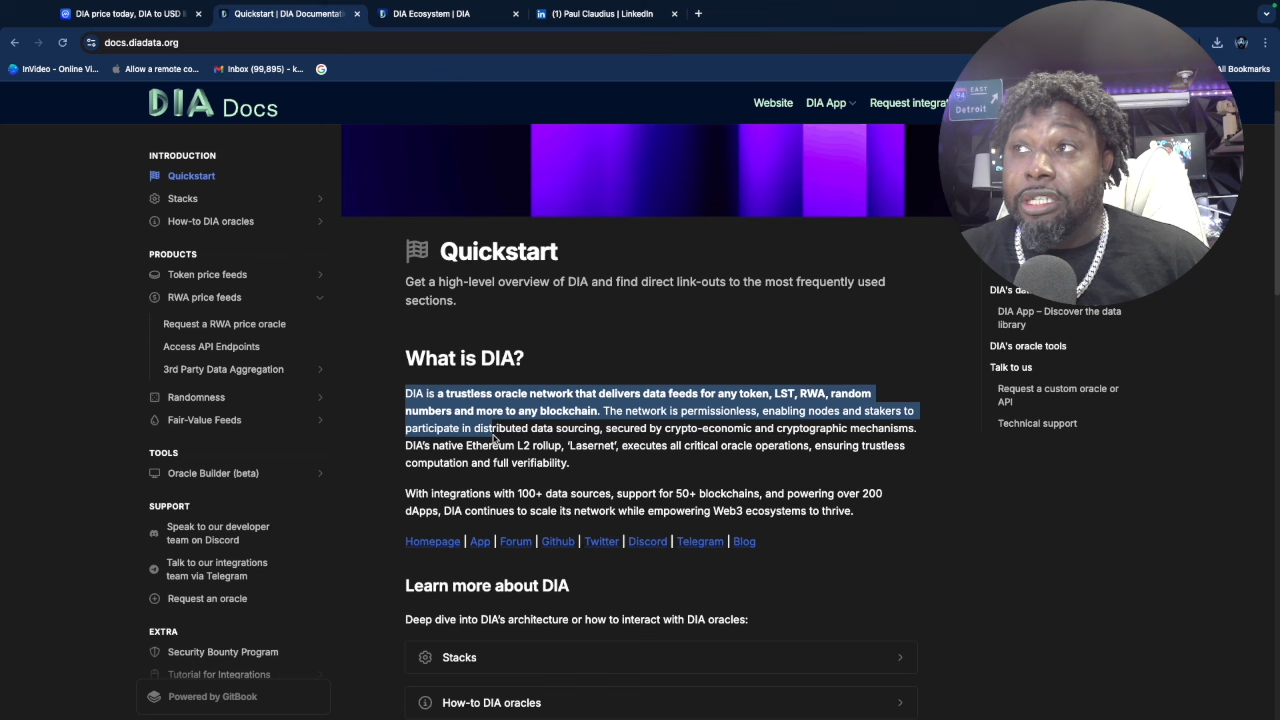 DIA price today, DIA to USD
Quickstart | DIA Documentati
DIA Ecosystem | DIA
(1) Paul Claudius | LinkedIn
docs.diadata.org
InVideo - Online Vi...
Allow a remote co...
Inbox (99,895) - k...
All Bookmarks
DIA Docs
Website
DIA App
Request integrat
94 EAST
Detroit
INTRODUCTION
Quickstart
Stacks
How-to DIA oracles
PRODUCTS
Token price feeds
RWA price feeds
Request a RWA price oracle
Access API Endpoints
3rd Party Data Aggregation
Randomness
Fair-Value Feeds
TOOLS
Oracle Builder (beta)
SUPPORT
Speak to our developer
team on Discord
Talk to our integrations
team via Telegram
Request an oracle
EXTRA
Security Bounty Program
Tutorial for Integrations
Powered by GitBook
Quickstart
Get a high-level overview of DIA and find direct link-outs to the most frequently used
sections.
What is DIA?
DIA is a trustless oracle network that delivers data feeds for any token, LST, RWA, random
numbers and more to any blockchain. The network is permissionless, enabling nodes and stakers to
participate in distributed data sourcing, secured by crypto-economic and cryptographic mechanisms.
DIA's native Ethereum L2 rollup, 'Lasernet', executes all critical oracle operations, ensuring trustless
computation and full verifiability.
With integrations with 100+ data sources, support for 50+ blockchains, and powering over 200
dApps, DIA continues to scale its network while empowering Web3 ecosystems to thrive.
Homepage | App | Forum | Github | Twitter | Discord | Telegram | Blog
Learn more about DIA
Deep dive into DIA's architecture or how to interact with DIA oracles:
Stacks
How-to DIA oracles
DIA's da
DIA App – Discover the data
library
DIA's oracle tools
Talk to us
Request a custom oracle or
API
Technical support